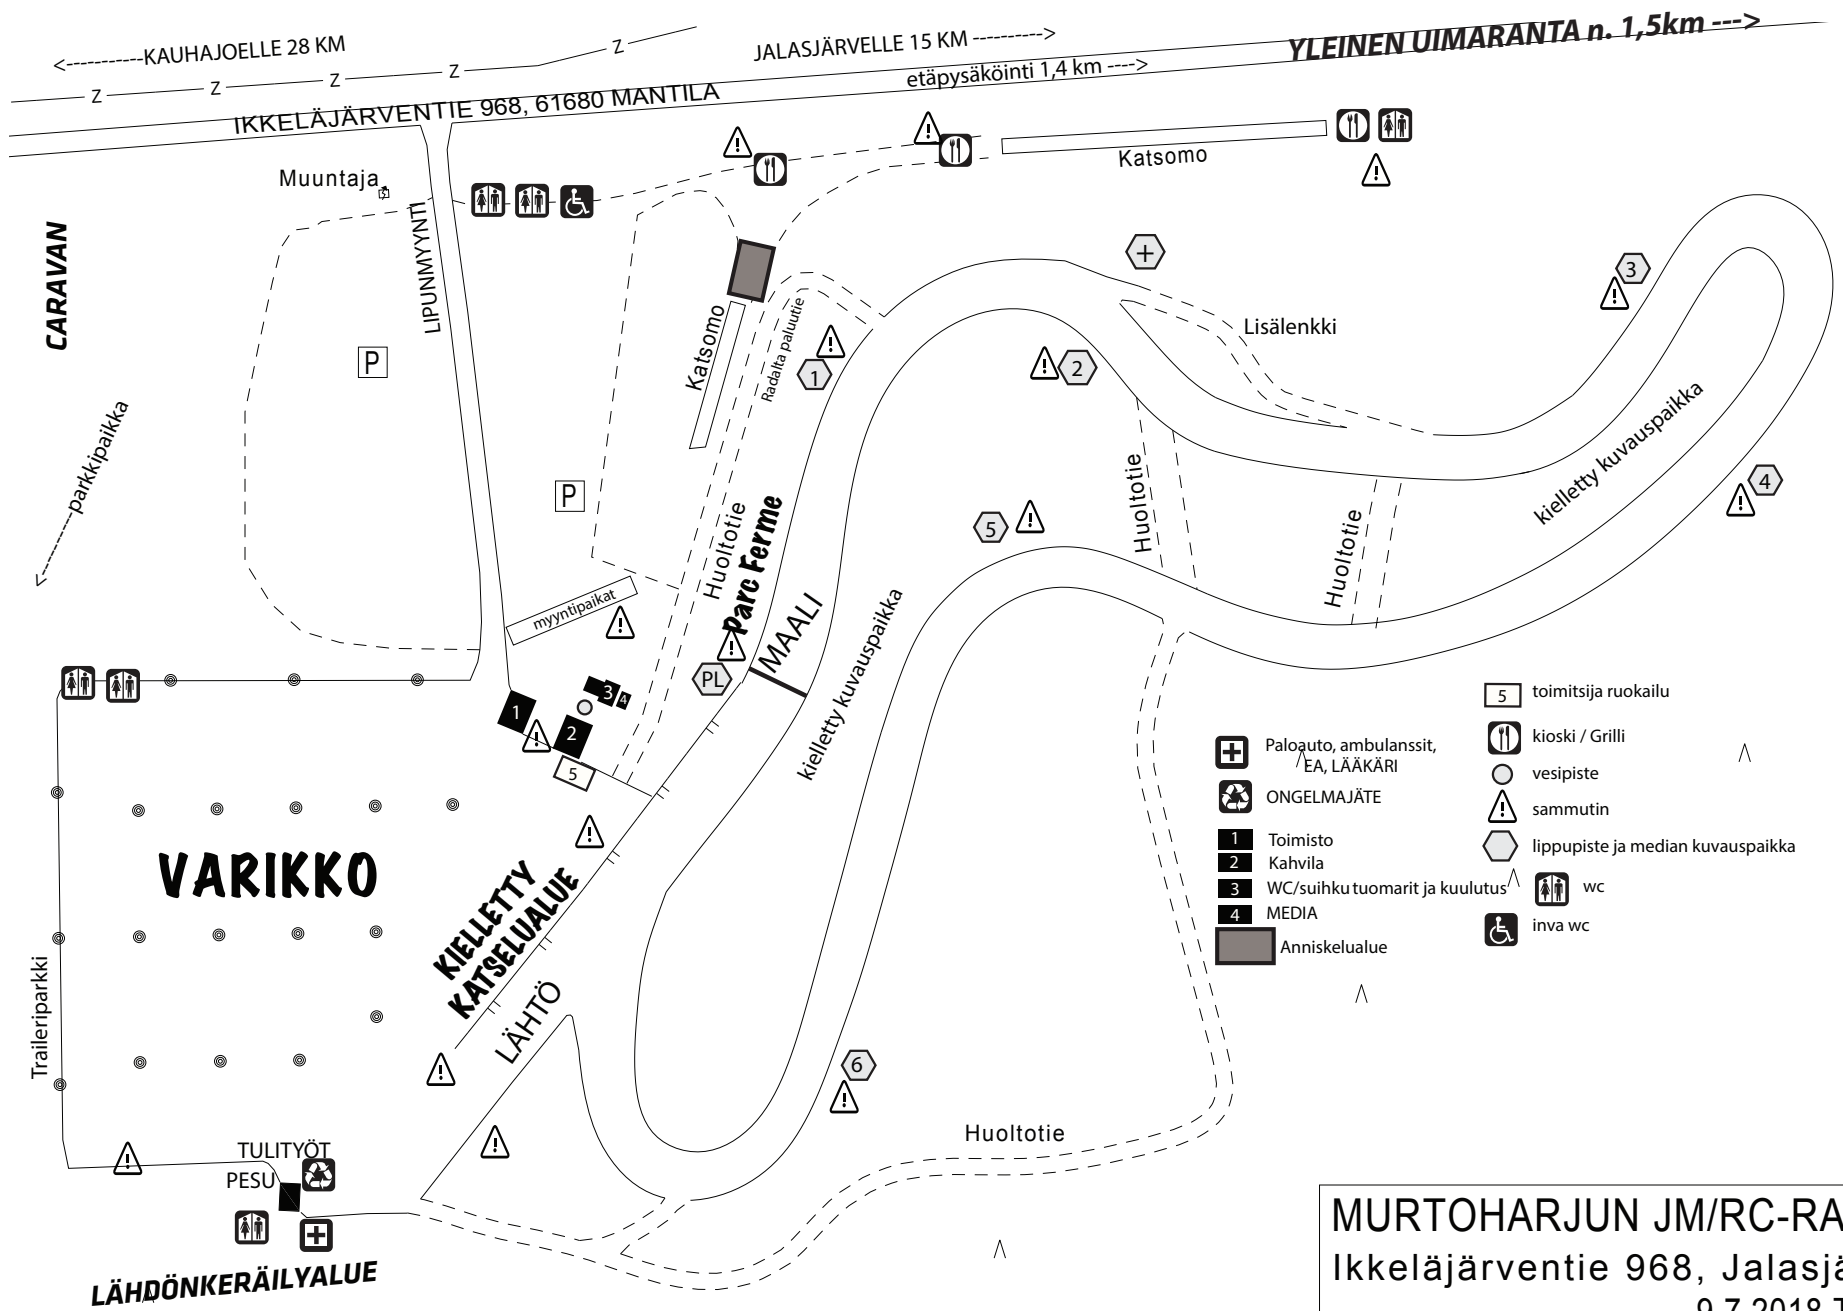 <-----------KAUHAJOELLE 28 KM
JALASJÄRVELLE 15 KM ---------->
YLEINEN UIMARANTA n. 1,5km --->
etäpysäköinti 1,4 km ---->
Z Z Z Z Z
IKKELÄJÄRVENTIE 968, 61680 MANTILA
Muuntaja
Katsomo
CARAVAN
LIPUNMYYNTI
P
Katsomo
Radalta paluutie
+
Lisälenkki
3
1
2
<------parkkipaikka
P
Huoltotie
Parc Ferme
MAALI
5
Huoltotie
Huoltotie
kielletty kuvauspaikka
4
myyntipaikat
PL
kielletty kuvauspaikka
1
2
3
4
5
VARIKKO
KIELLETTY
KATSELUALUE
LÄHTÖ
Traileriparkki
6
Huoltotie
TULITYÖT
PESU
LÄHDÖNKERÄILYALUE
Paloauto, ambulanssit,
EA, LÄÄKÄRI
ONGELMAJÄTE
1 Toimisto
2 Kahvila
3 WC/suihku tuomarit ja kuulutus
4 MEDIA
Anniskelualue
5 toimitsija ruokailu
kioski / Grilli
vesipiste
sammutin
lippupiste ja median kuvauspaikka
wc
inva wc
MURTOHARJUN JM/RC-RA
Ikkeläjärventie 968, Jalasjä
9.7.2018 T